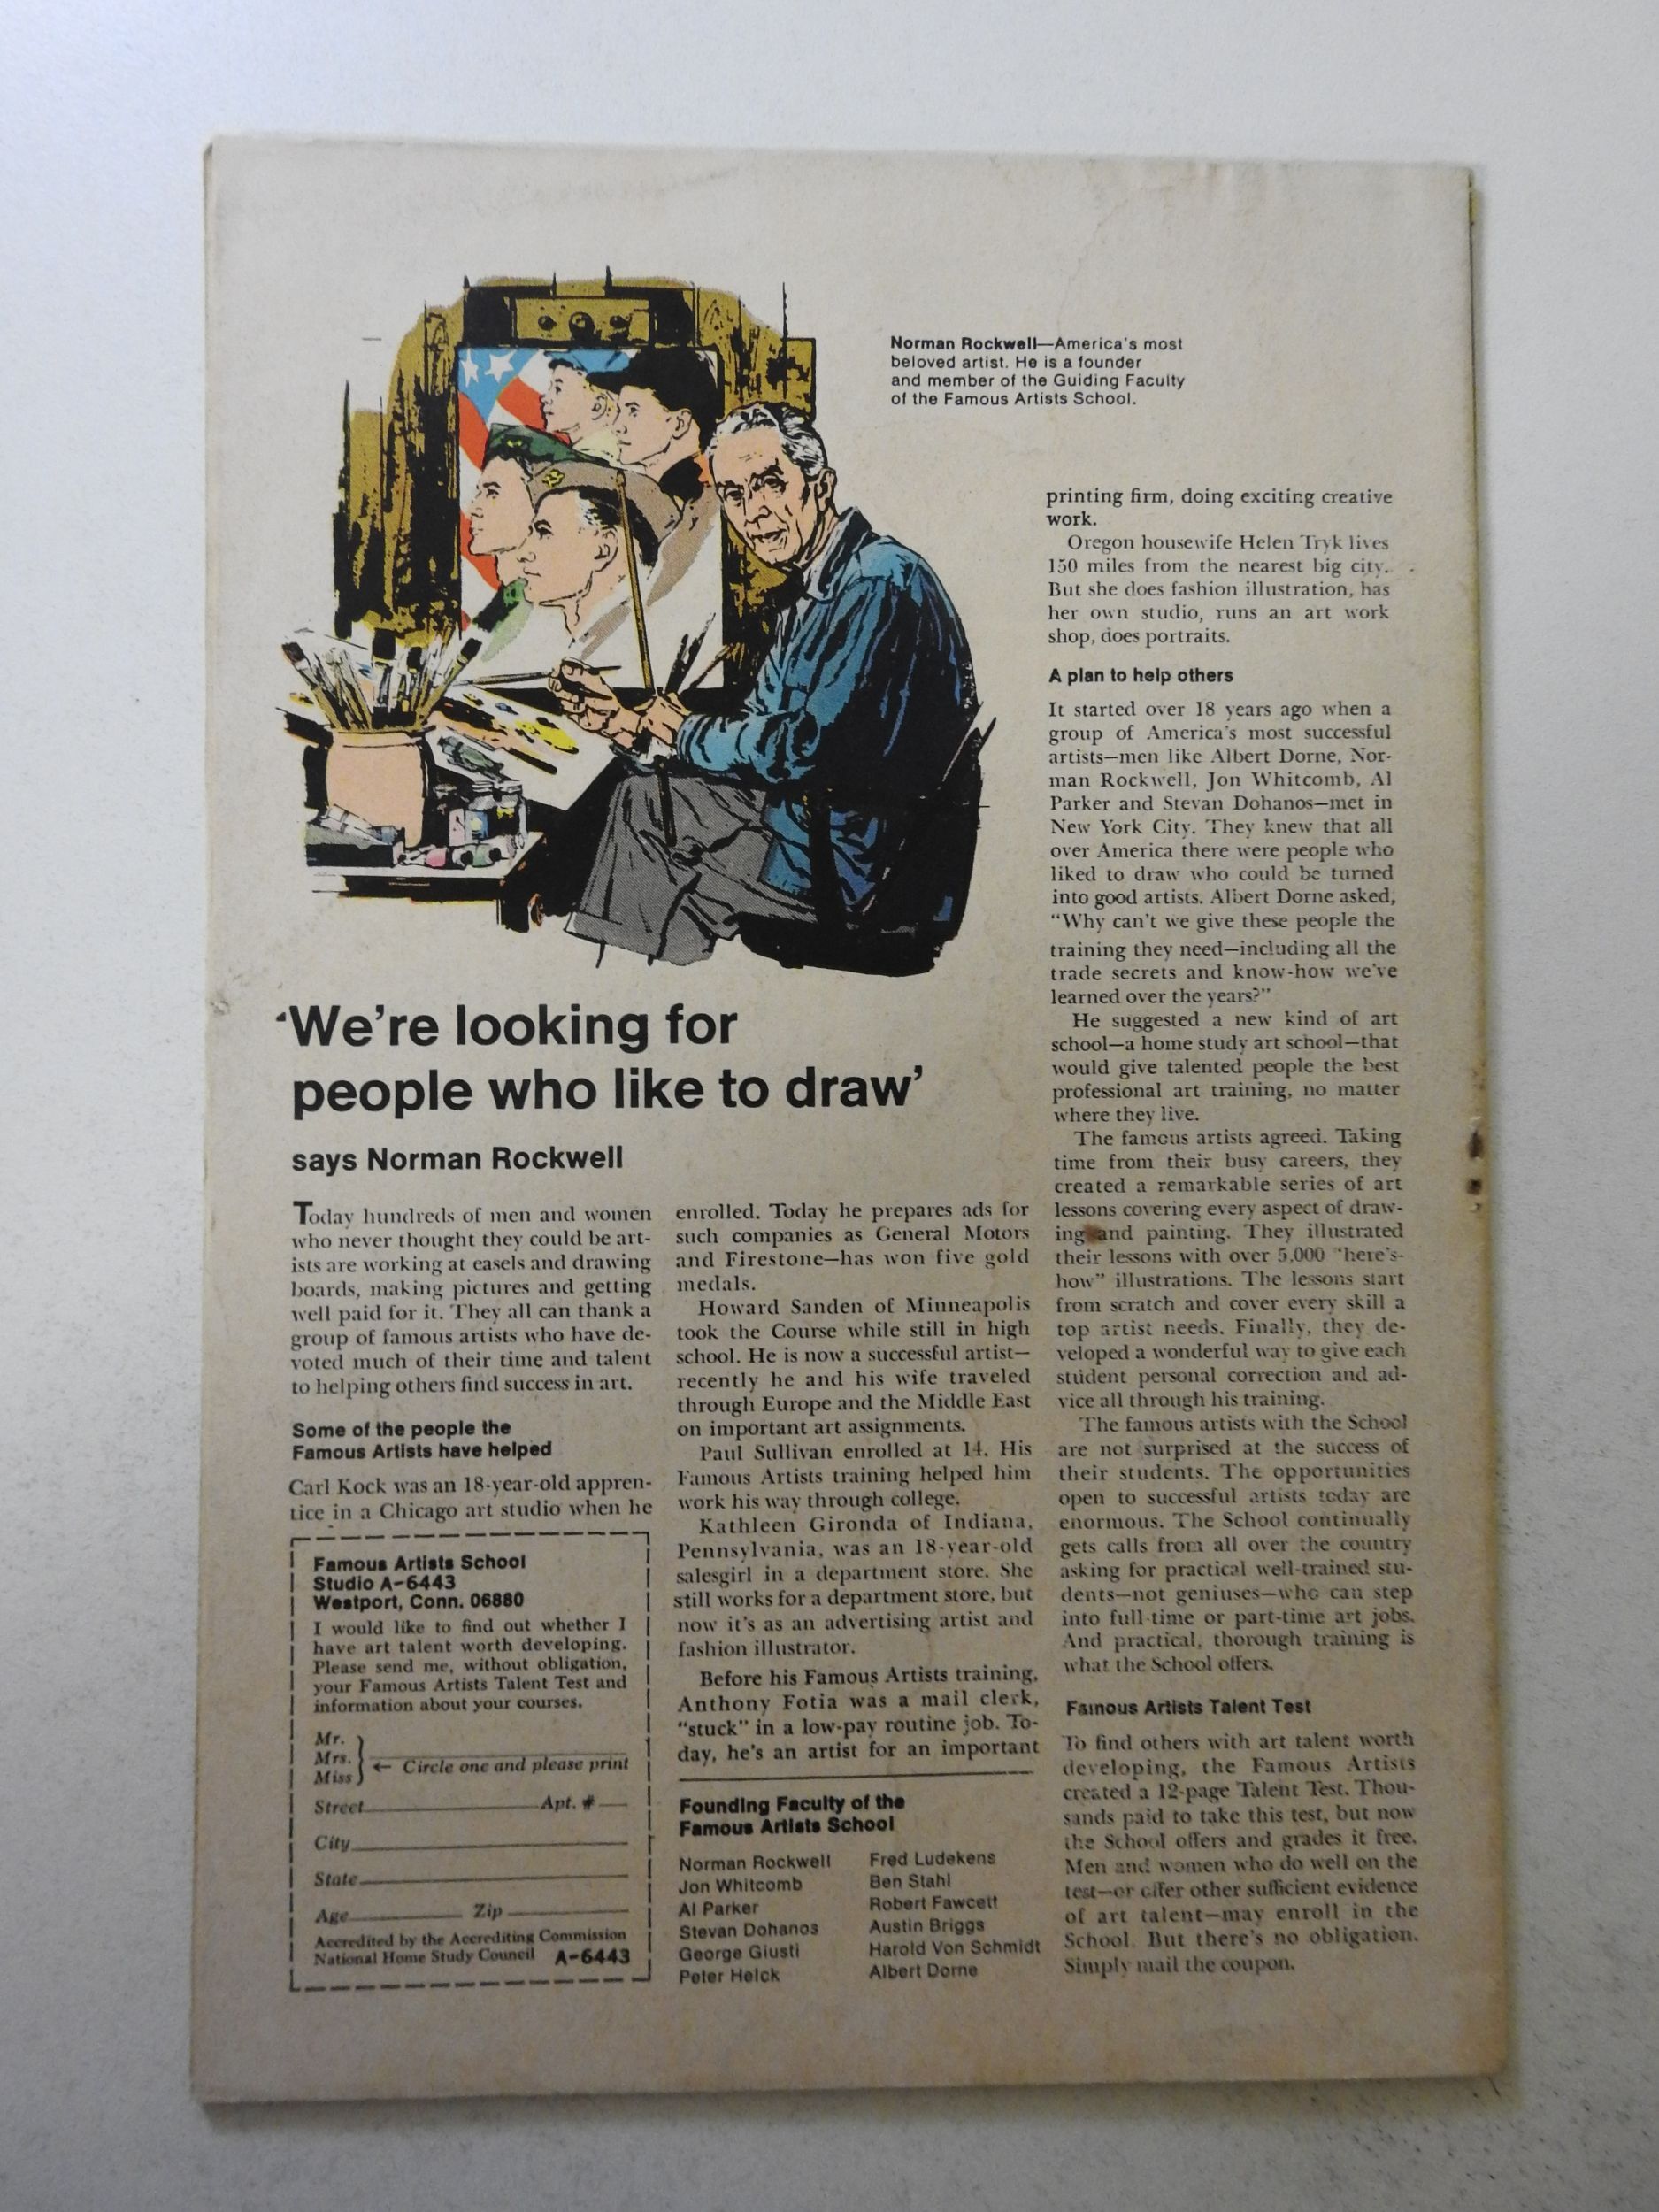 Norman Rockwell—America's most
beloved artist. He is a founder
and member of the Guiding Faculty
of the Famous Artists School.
‘We're looking for
people who like to draw’
says Norman Rockwell
Today hundreds of men and women
who never thought they could be art-
ists are working at easels and drawing
boards, making pictures and getting
well paid for it. They all can thank a
group of famous artists who have de-
voted much of their time and talent
to helping others find success in art.
Some of the people the
Famous Artists have helped
Carl Kock was an 18-year-old appren-
tice in a Chicago art studio when he
enrolled. Today he prepares ads for
such companies as General Motors
and Firestone—has won five gold
medals.
Howard Sanden of Minneapolis
took the Course while still in high
school. He is now a successful artist—
recently he and his wife traveled
through Europe and the Middle East
on important art assignments.
Paul Sullivan enrolled at 14. His
Famous Artists training helped him
work his way through college.
Kathleen Gironda of Indiana,
Pennsylvania, was an 18-year-old
salesgirl in a department store. She
still works for a department store, but
now it's as an advertising artist and
fashion illustrator.
Before his Famous Artists training,
Anthony Fotia was a mail clerk,
“stuck” in a low-pay routine job. To-
day, he's an artist for an important
printing firm, doing exciting creative
work.
Oregon housewife Helen Tryk lives
150 miles from the nearest big city.
But she does fashion illustration, has
her own studio, runs an art work
shop, does portraits.
A plan to help others
It started over 18 years ago when a
group of America's most successful
artists—men like Albert Dorne, Nor-
man Rockwell, Jon Whitcomb, Al
Parker and Stevan Dohanos—met in
New York City. They knew that all
over America there were people who
liked to draw who could be turned
into good artists. Albert Dorne asked,
“Why can't we give these people the
training they need—including all the
trade secrets and know-how we've
learned over the years?”
He suggested a new kind of art
school—a home study art school—that
would give talented people the best
professional art training, no matter
where they live.
The famous artists agreed. Taking
time from their busy careers, they
created a remarkable series of art
lessons covering every aspect of draw-
ing and painting. They illustrated
their lessons with over 5,000 “here's-
how” illustrations. The lessons start
from scratch and cover every skill a
top artist needs. Finally, they de-
veloped a wonderful way to give each
student personal correction and ad-
vice all through his training.
The famous artists with the School
are not surprised at the success of
their students. The opportunities
open to successful artists today are
enormous. The School continually
gets calls from all over the country
asking for practical well-trained stu-
dents—not geniuses—who can step
into full-time or part-time art jobs.
And practical, thorough training is
what the School offers.
Famous Artists Talent Test
To find others with art talent worth
developing, the Famous Artists
created a 12-page Talent Test. Thou-
sands paid to take this test, but now
the School offers and grades it free.
Men and women who do well on the
test—or offer other sufficient evidence
of art talent—may enroll in the
School. But there's no obligation.
Simply mail the coupon.
Famous Artists School
Studio A-6443
Westport, Conn. 06880
I would like to find out whether I
have art talent worth developing.
Please send me, without obligation,
your Famous Artists Talent Test and
information about your courses.
Mr.
Mrs.
Miss
← Circle one and please print
Street Apt. #
City
State
Age Zip
Accredited by the Accrediting Commission
National Home Study Council A-6443
Founding Faculty of the
Famous Artists School
Norman Rockwell
Jon Whitcomb
Al Parker
Stevan Dohanos
George Giusti
Peter Helck
Fred Ludekens
Ben Stahl
Robert Fawcett
Austin Briggs
Harold Von Schmidt
Albert Dorne